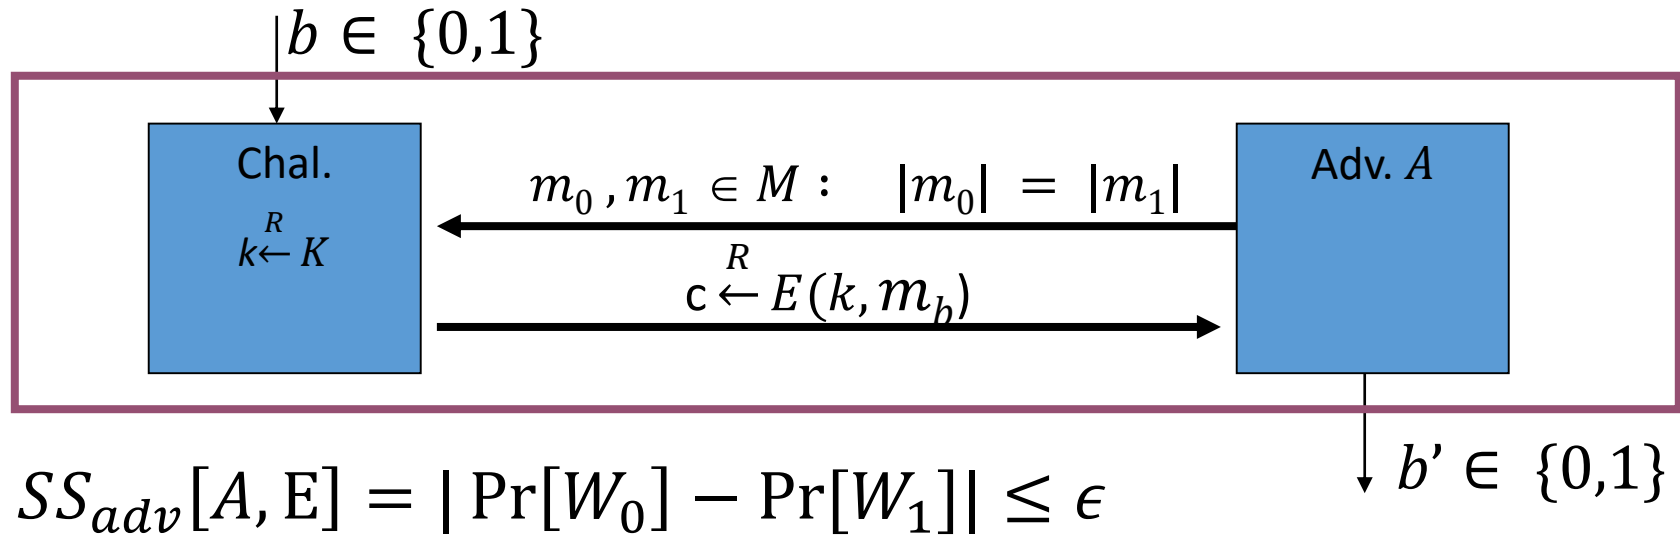 b ∈ {0,1}
Chal.
k ←R K
m₀ , m₁ ∈ M : |m₀| = |m₁|
c ←R E(k, m_b)
Adv. A
b’ ∈ {0,1}
SS_adv[A, E] = | Pr[W₀] − Pr[W₁]| ≤ ϵ